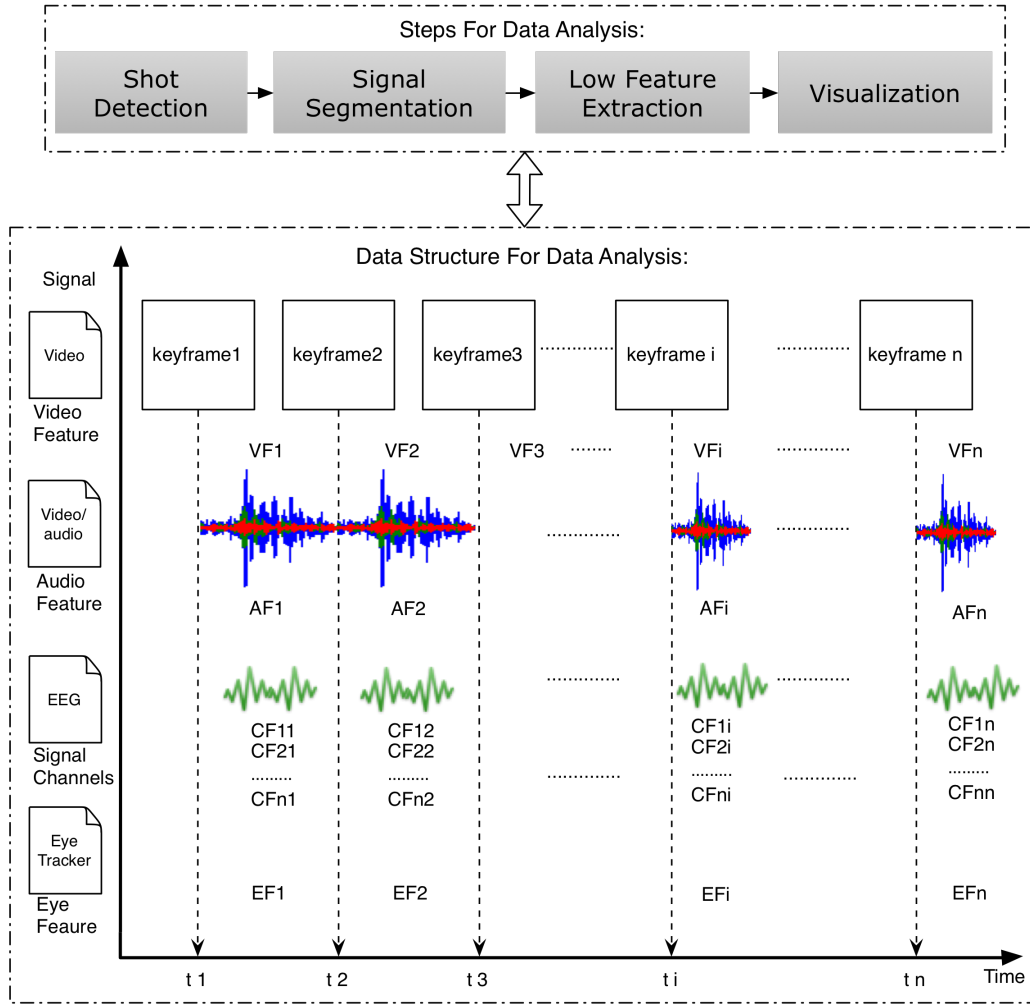 Steps For Data Analysis:
Shot
Detection
Signal
Segmentation
Low Feature
Extraction
Visualization
Data Structure For Data Analysis:
Signal
Video
keyframe1
keyframe2
keyframe3
keyframe i
keyframe n
Video
Feature
VF1
VF2
VF3
VFi
VFn
Video/
audio
Audio
Feature
AF1
AF2
AFi
AFn
EEG
Signal
Channels
CF11
CF21
CFn1
CF12
CF22
CFn2
CF1i
CF2i
CFni
CF1n
CF2n
CFnn
Eye
Tracker
Eye
Feaure
EF1
EF2
EFi
EFn
t 1
t 2
t 3
t i
t n
Time